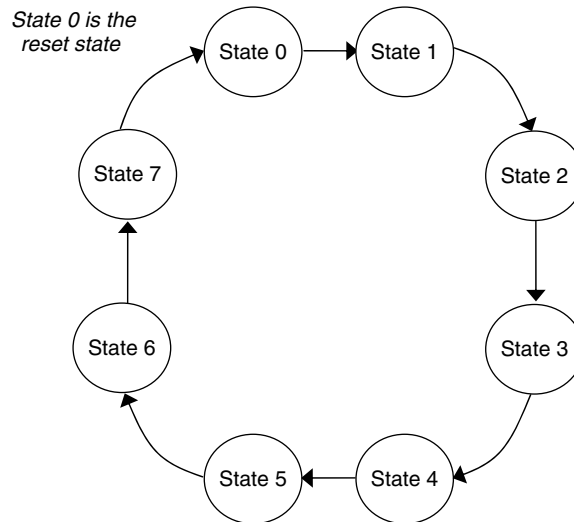 State 0 is the
reset state
State 0
State 1
State 2
State 3
State 4
State 5
State 6
State 7